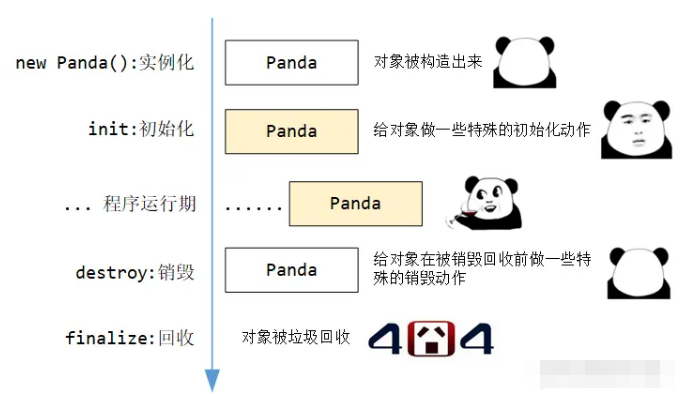 new Panda():实例化
Panda
对象被构造出来
init:初始化
Panda
给对象做一些特殊的初始化动作
... 程序运行期
......
Panda
destroy:销毁
Panda
给对象在被销毁回收前做一些特
殊的销毁动作
finalize:回收
对象被垃圾回收
404